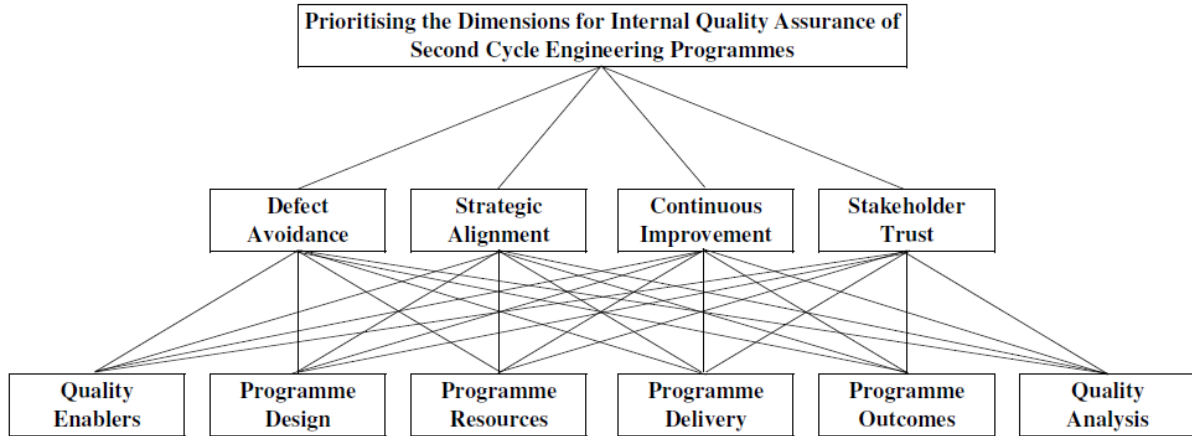 Prioritising the Dimensions for Internal Quality Assurance of
Second Cycle Engineering Programmes
Defect
Avoidance
Strategic
Alignment
Continuous
Improvement
Stakeholder
Trust
Quality
Enablers
Programme
Design
Programme
Resources
Programme
Delivery
Programme
Outcomes
Quality
Analysis